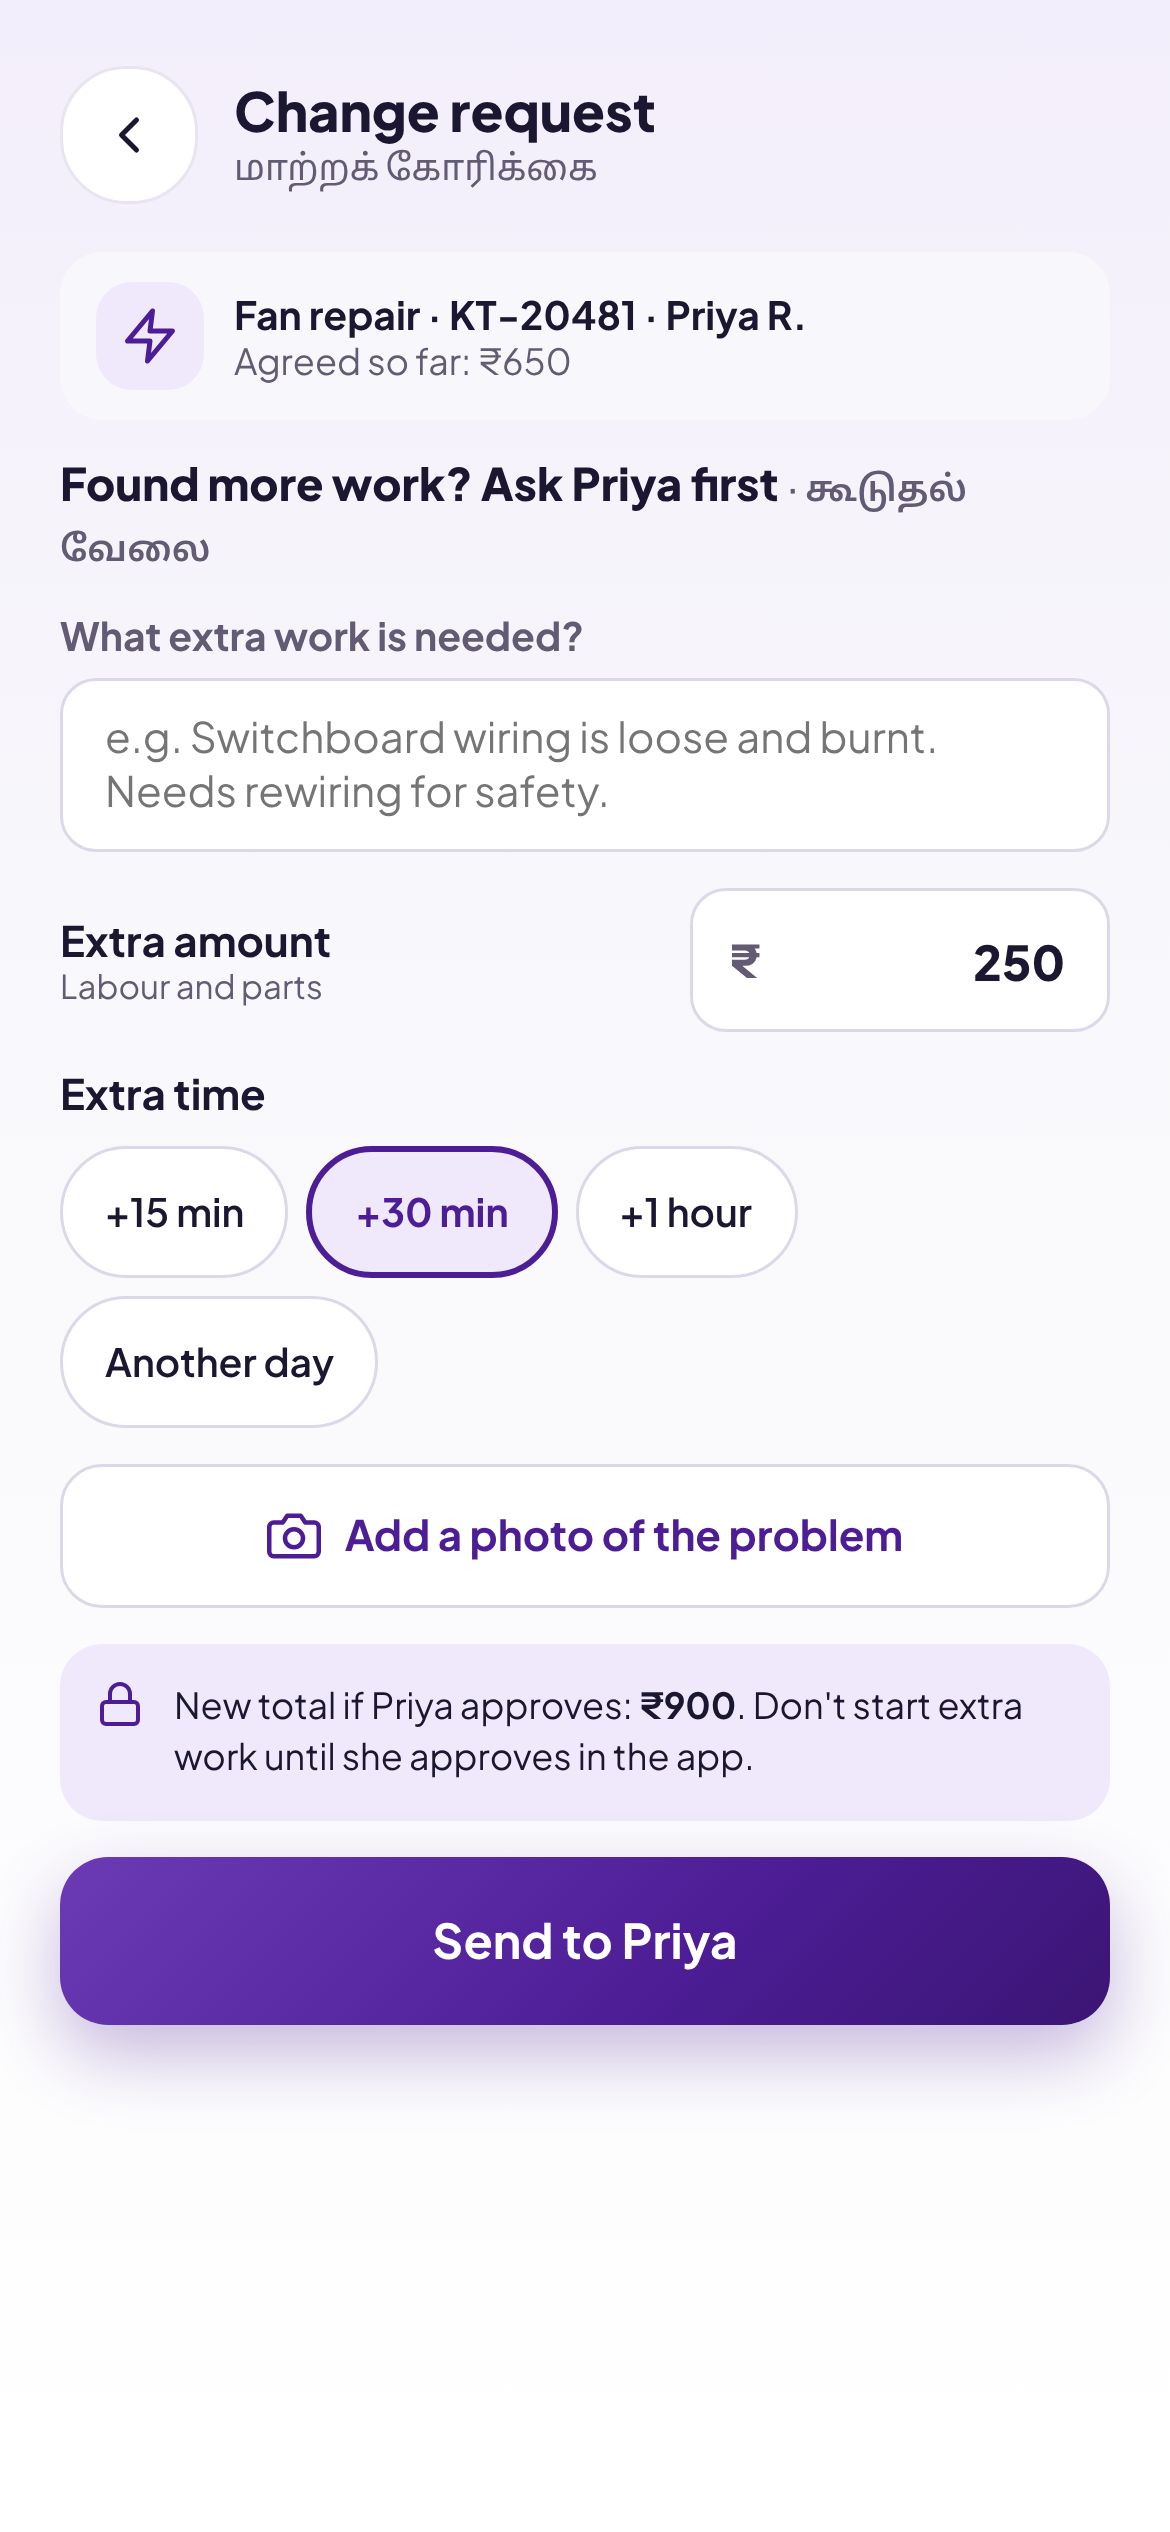 Change request
மாற்றக் கோரிக்கை
Fan repair · KT-20481 · Priya R.
Agreed so far: ₹650
Found more work? Ask Priya first · கூடுதல்
வேலை
What extra work is needed?
e.g. Switchboard wiring is loose and burnt.
Needs rewiring for safety.
Extra amount
Labour and parts
₹ 250
Extra time
+15 min +30 min +1 hour
Another day
Add a photo of the problem
New total if Priya approves: ₹900. Don't start extra
work until she approves in the app.
Send to Priya